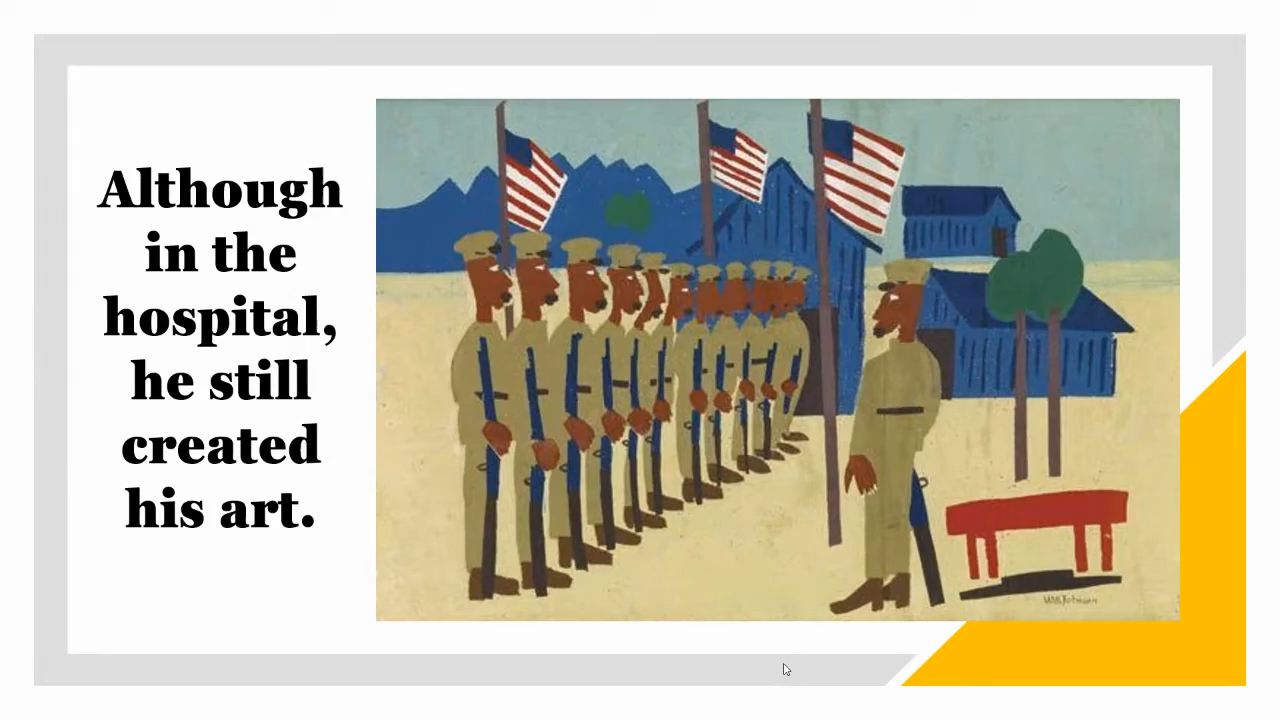 Although
in the
hospital,
he still
created
his art.